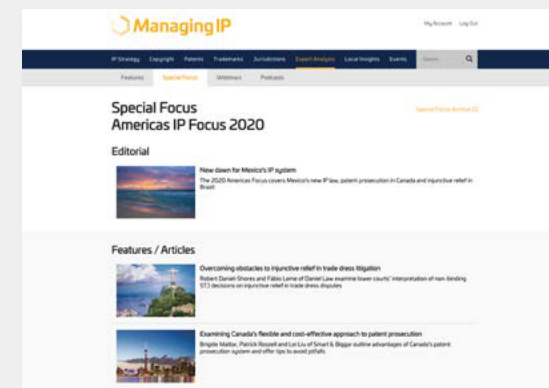 Managing IP
My Account Log Out
IP Strategy Copyright Patents Trademarks Jurisdictions Expert Analysis Local Insights Events Search
Features Special Focus Webinars Podcasts
Special Focus
Americas IP Focus 2020
Special Focus Archive
Editorial
New dawn for Mexico's IP system
The 2020 Americas Focus covers Mexico's new IP law, patent prosecution in Canada and injunctive relief in
Brazil
Features / Articles
Overcoming obstacles to injunctive relief in trade dress litigation
Robert Daniel-Shores and Fábio Leme of Daniel Law examine lower courts' interpretation of non-binding
STJ decisions on injunctive relief in trade dress disputes
Examining Canada's flexible and cost-effective approach to patent prosecution
Brigide Mattar, Patrick Roszell and Lei Liu of Smart & Biggar outline advantages of Canada's patent
prosecution system and offer tips to avoid pitfalls